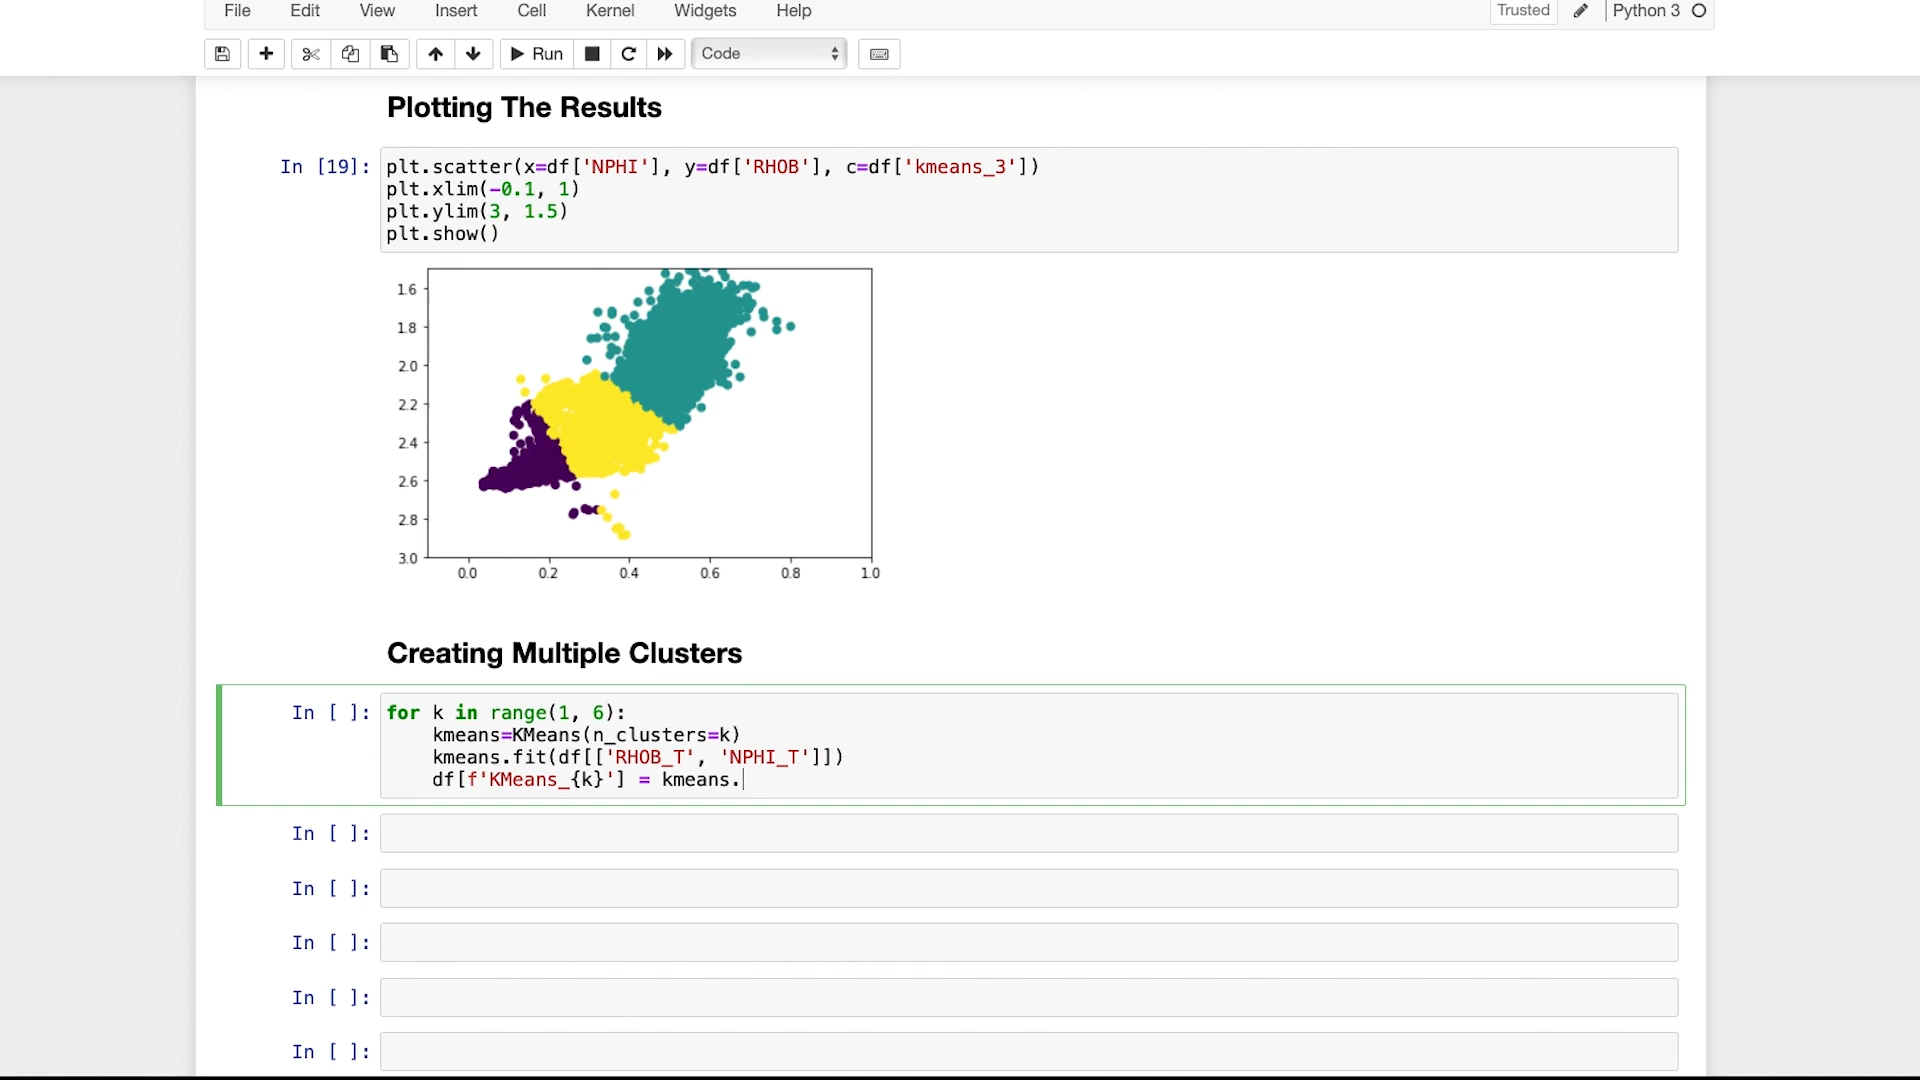 File Edit View Insert Cell Kernel Widgets Help Trusted Python 3
Run Code
Plotting The Results
In [19]: plt.scatter(x=df['NPHI'], y=df['RHOB'], c=df['kmeans_3'])
plt.xlim(-0.1, 1)
plt.ylim(3, 1.5)
plt.show()
1.6
1.8
2.0
2.2
2.4
2.6
2.8
3.0
0.0 0.2 0.4 0.6 0.8 1.0
Creating Multiple Clusters
In [ ]: for k in range(1, 6):
kmeans=KMeans(n_clusters=k)
kmeans.fit(df[['RHOB_T', 'NPHI_T']])
df[f'KMeans_{k}'] = kmeans.
In [ ]:
In [ ]:
In [ ]:
In [ ]:
In [ ]: